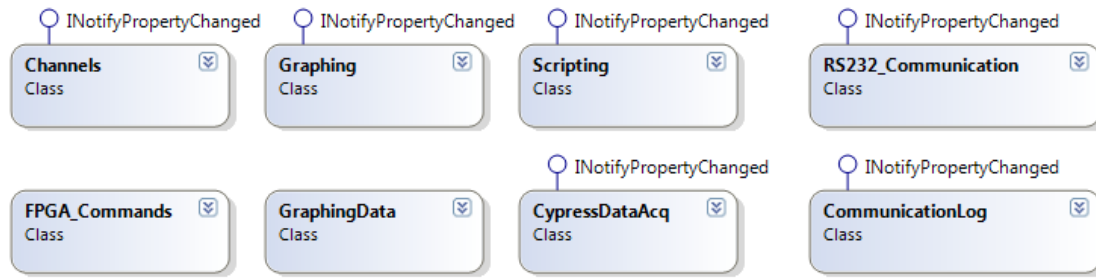 INotifyPropertyChanged INotifyPropertyChanged INotifyPropertyChanged INotifyPropertyChanged
Channels Graphing Scripting RS232_Communication
Class Class Class Class
INotifyPropertyChanged INotifyPropertyChanged
FPGA_Commands GraphingData CypressDataAcq CommunicationLog
Class Class Class Class